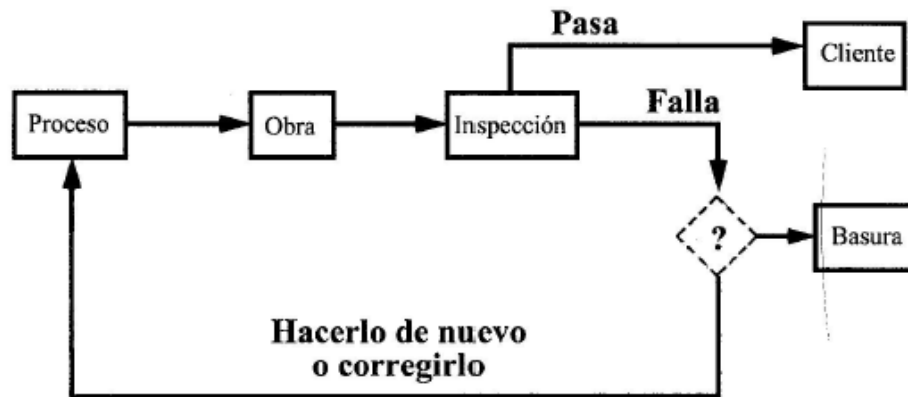 Pasa
Cliente
Falla
Proceso
Obra
Inspección
?
Basura
Hacerlo de nuevo
o corregirlo